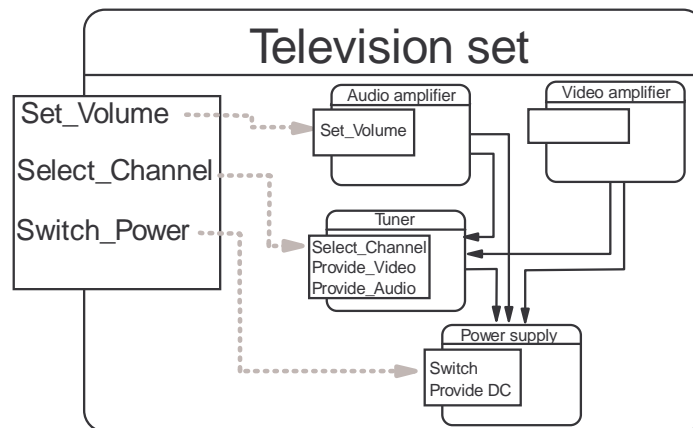 Television set
Set_Volume
Select_Channel
Switch_Power
Audio amplifier
Set_Volume
Video amplifier
Tuner
Select_Channel
Provide_Video
Provide_Audio
Power supply
Switch
Provide DC